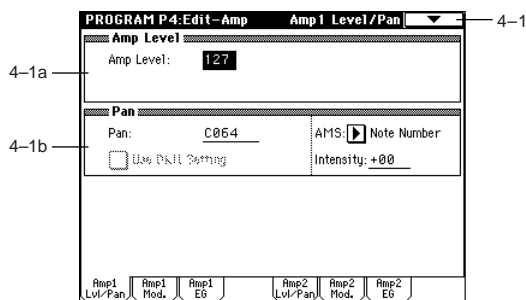 PROGRAM P4:Edit-Amp Amp1 Level/Pan 4–1
Amp Level
4–1a Amp Level: 127
Pan
4–1b Pan: C064 AMS: Note Number
Use DKit Setting Intensity: +00
Amp1 Lvl/Pan Amp1 Mod. Amp1 EG Amp2 Lvl/Pan Amp2 Mod. Amp2 EG